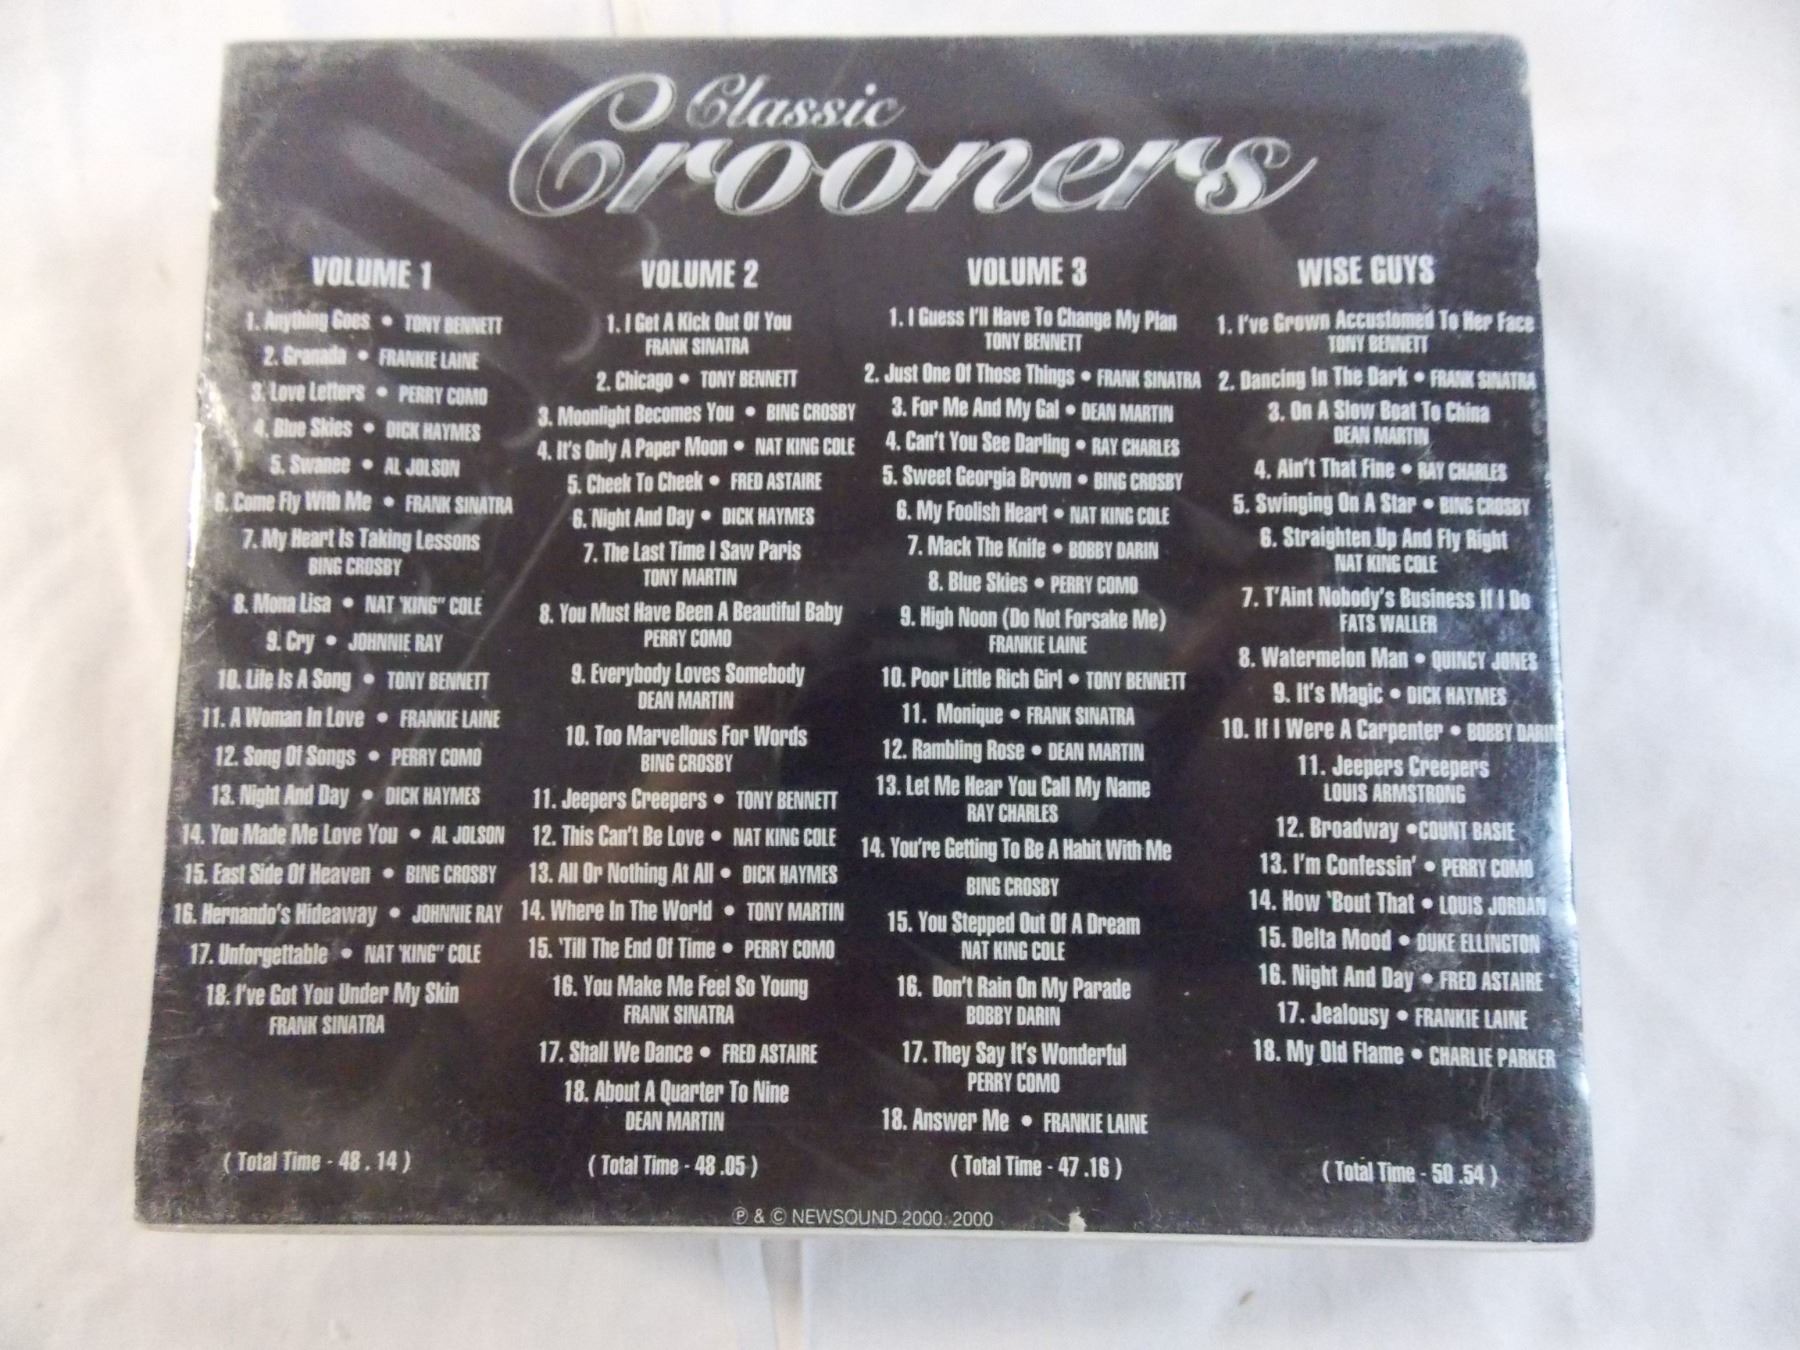 Classic
Crooners
VOLUME 1
1. Anything Goes • TONY BENNETT
2. Granada • FRANKIE LAINE
3. Love Letters • PERRY COMO
4. Blue Skies • DICK HAYMES
5. Swanee • AL JOLSON
6. Come Fly With Me • FRANK SINATRA
7. My Heart Is Taking Lessons
BING CROSBY
8. Mona Lisa • NAT 'KING" COLE
9. Cry • JOHNNIE RAY
10. Life Is A Song • TONY BENNETT
11. A Woman In Love • FRANKIE LAINE
12. Song Of Songs • PERRY COMO
13. Night And Day • DICK HAYMES
14. You Made Me Love You • AL JOLSON
15. East Side Of Heaven • BING CROSBY
16. Hernando's Hideaway • JOHNNIE RAY
17. Unforgettable • NAT 'KING" COLE
18. I've Got You Under My Skin
FRANK SINATRA
( Total Time - 48 . 14 )
VOLUME 2
1. I Get A Kick Out Of You
FRANK SINATRA
2. Chicago • TONY BENNETT
3. Moonlight Becomes You • BING CROSBY
4. It's Only A Paper Moon • NAT KING COLE
5. Cheek To Cheek • FRED ASTAIRE
6. Night And Day • DICK HAYMES
7. The Last Time I Saw Paris
TONY MARTIN
8. You Must Have Been A Beautiful Baby
PERRY COMO
9. Everybody Loves Somebody
DEAN MARTIN
10. Too Marvellous For Words
BING CROSBY
11. Jeepers Creepers • TONY BENNETT
12. This Can't Be Love • NAT KING COLE
13. All Or Nothing At All • DICK HAYMES
14. Where In The World • TONY MARTIN
15. 'Till The End Of Time • PERRY COMO
16. You Make Me Feel So Young
FRANK SINATRA
17. Shall We Dance • FRED ASTAIRE
18. About A Quarter To Nine
DEAN MARTIN
( Total Time - 48 .05 )
VOLUME 3
1. I Guess I'll Have To Change My Plan
TONY BENNETT
2. Just One Of Those Things • FRANK SINATRA
3. For Me And My Gal • DEAN MARTIN
4. Can't You See Darling • RAY CHARLES
5. Sweet Georgia Brown • BING CROSBY
6. My Foolish Heart • NAT KING COLE
7. Mack The Knife • BOBBY DARIN
8. Blue Skies • PERRY COMO
9. High Noon (Do Not Forsake Me)
FRANKIE LAINE
10. Poor Little Rich Girl • TONY BENNETT
11. Monique • FRANK SINATRA
12. Rambling Rose • DEAN MARTIN
13. Let Me Hear You Call My Name
RAY CHARLES
14. You're Getting To Be A Habit With Me
BING CROSBY
15. You Stepped Out Of A Dream
NAT KING COLE
16. Don't Rain On My Parade
BOBBY DARIN
17. They Say It's Wonderful
PERRY COMO
18. Answer Me • FRANKIE LAINE
( Total Time - 47 .16 )
WISE GUYS
1. I've Grown Accustomed To Her Face
TONY BENNETT
2. Dancing In The Dark • FRANK SINATRA
3. On A Slow Boat To China
DEAN MARTIN
4. Ain't That Fine • RAY CHARLES
5. Swinging On A Star • BING CROSBY
6. Straighten Up And Fly Right
NAT KING COLE
7. T'Aint Nobody's Business If I Do
FATS WALLER
8. Watermelon Man • QUINCY JONES
9. It's Magic • DICK HAYMES
10. If I Were A Carpenter • BOBBY DARIN
11. Jeepers Creepers
LOUIS ARMSTRONG
12. Broadway •COUNT BASIE
13. I'm Confessin' • PERRY COMO
14. How 'Bout That • LOUIS JORDAN
15. Delta Mood • DUKE ELLINGTON
16. Night And Day • FRED ASTAIRE
17. Jealousy • FRANKIE LAINE
18. My Old Flame • CHARLIE PARKER
( Total Time - 50 .54 )
℗ & © NEWSOUND 2000. 2000